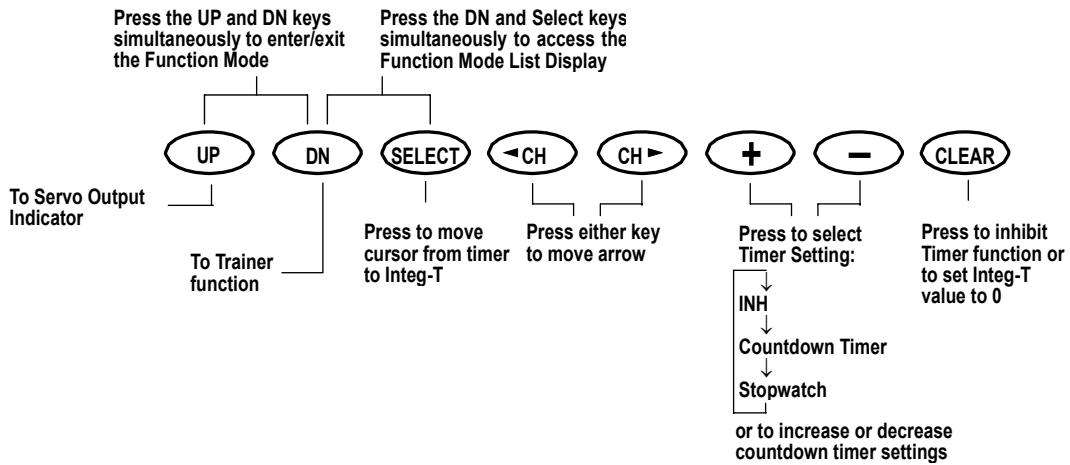 Press the UP and DN keys
simultaneously to enter/exit
the Function Mode
Press the DN and Select keys
simultaneously to access the
Function Mode List Display
UP
DN
SELECT
◄CH
CH►
+
–
CLEAR
To Servo Output
Indicator
To Trainer
function
Press to move
cursor from timer
to Integ-T
Press either key
to move arrow
Press to select
Timer Setting:
INH
Countdown Timer
Stopwatch
or to increase or decrease
countdown timer settings
Press to inhibit
Timer function or
to set Integ-T
value to 0